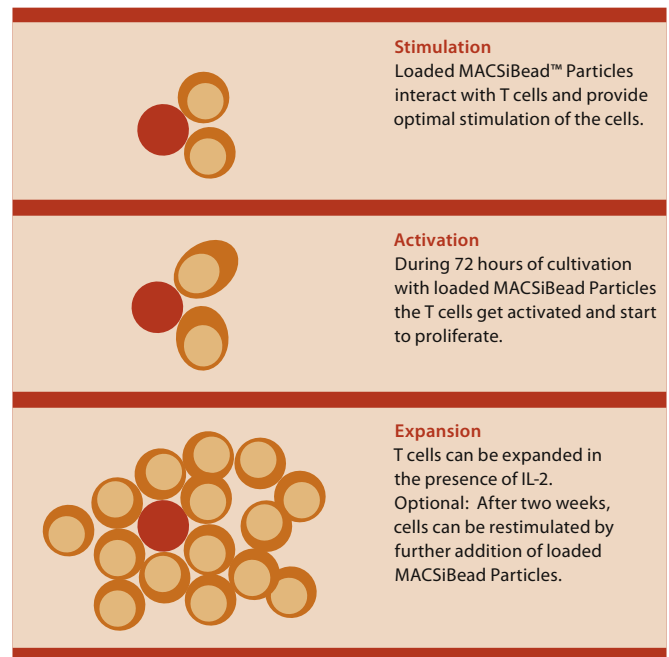 Stimulation
Loaded MACSiBead™ Particles
interact with T cells and provide
optimal stimulation of the cells.
Activation
During 72 hours of cultivation
with loaded MACSiBead Particles
the T cells get activated and start
to proliferate.
Expansion
T cells can be expanded in
the presence of IL-2.
Optional: After two weeks,
cells can be restimulated by
further addition of loaded
MACSiBead Particles.